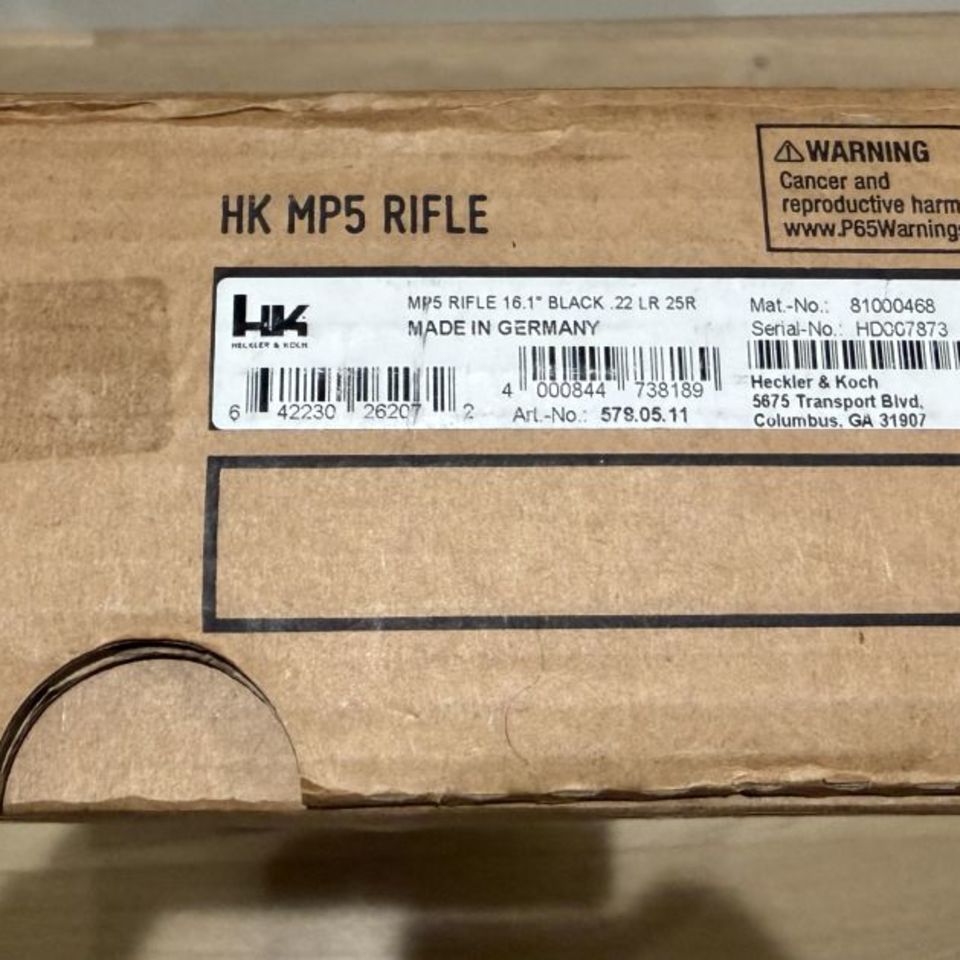 ⚠WARNING
Cancer and
reproductive harm
www.P65Warnings
HK MP5 RIFLE
HK
HECKLER & KOCH
MP5 RIFLE 16.1" BLACK .22 LR 25R
MADE IN GERMANY
6 42230 26207 2
4 000844 738189
Art.-No.: 578.05.11
Mat.-No.: 81000468
Serial-No.: HD007873
Heckler & Koch
5675 Transport Blvd,
Columbus, GA 31907